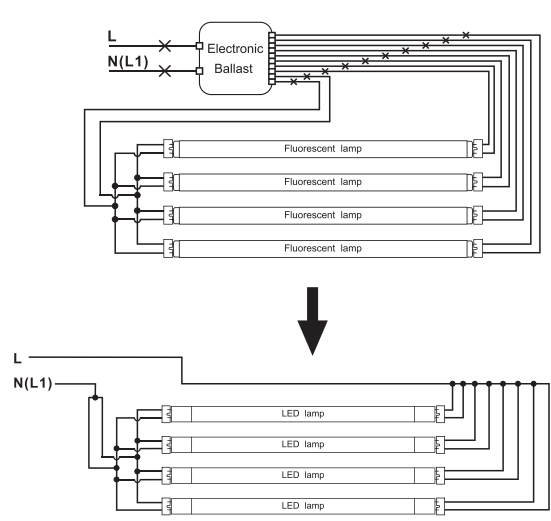 L
N(L1)
Electronic
Ballast
Fluorescent lamp
Fluorescent lamp
Fluorescent lamp
Fluorescent lamp
L
N(L1)
LED lamp
LED lamp
LED lamp
LED lamp